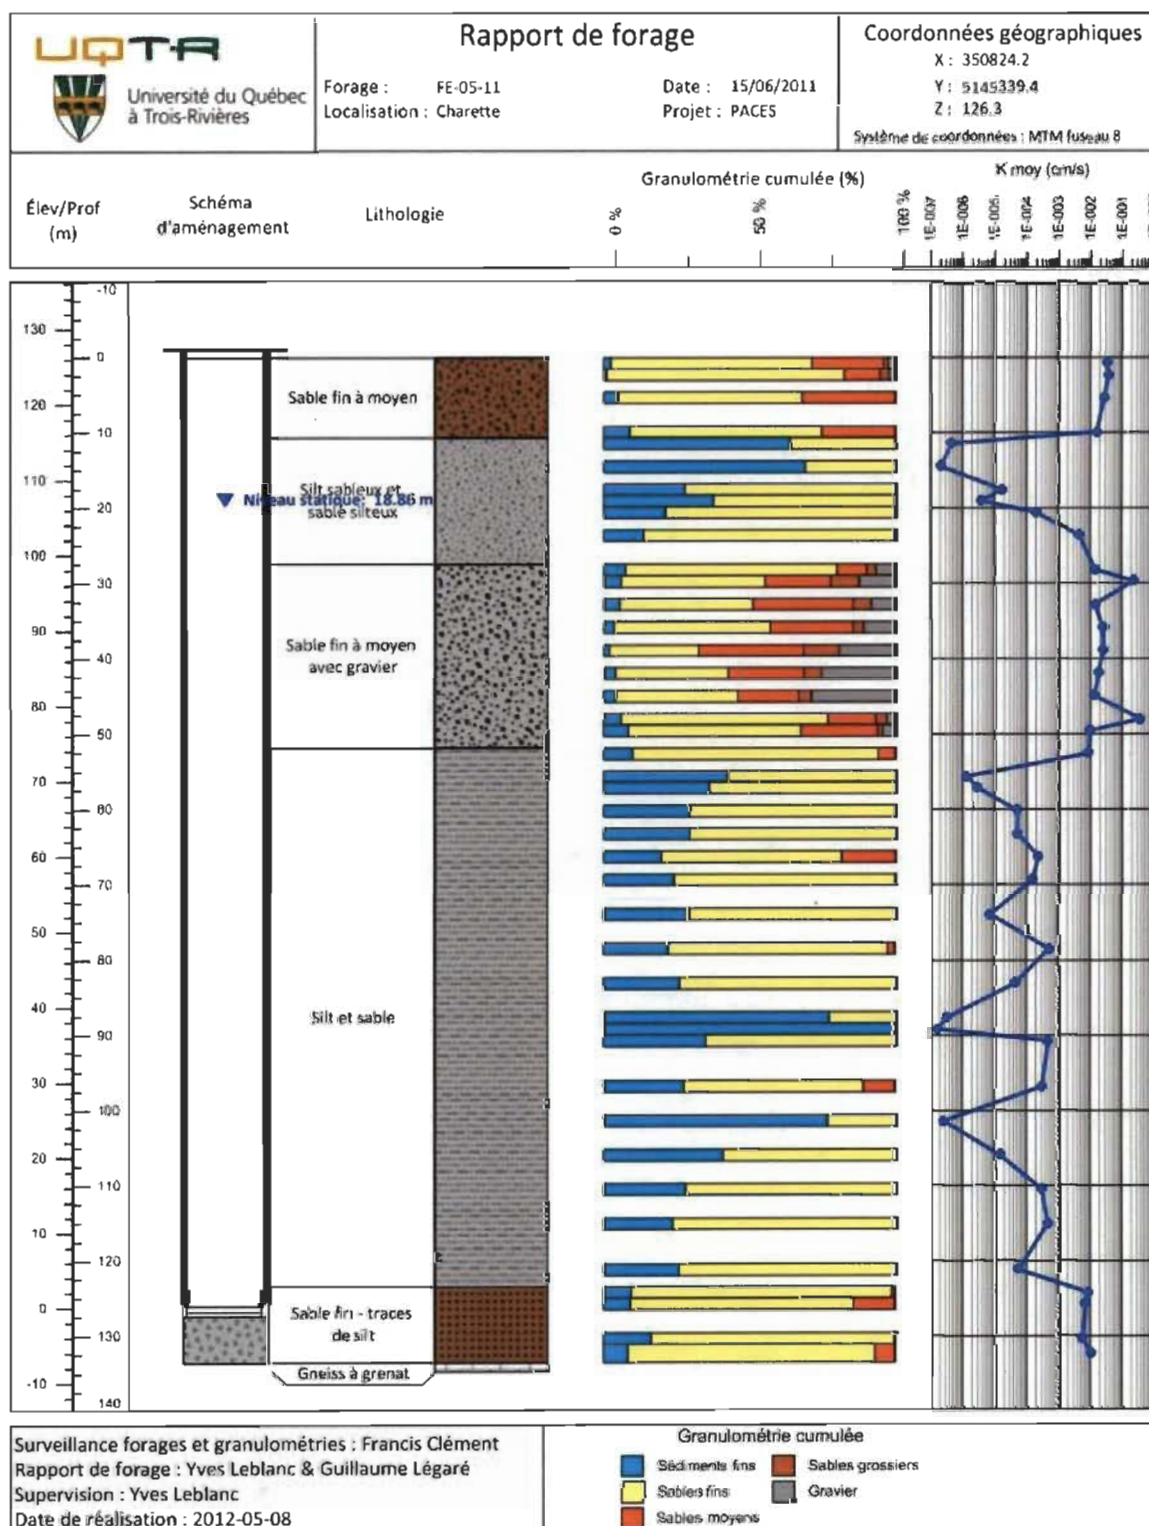 UQTR
Université du Québec
à Trois-Rivières
Rapport de forage
Forage : FE-05-11
Date : 15/06/2011
Localisation : Charette
Projet : PACES
Coordonnées géographiques
X : 350824.2
Y : 5145339.4
Z : 126.3
Système de coordonnées : MTM fuseau 8
Élev/Prof
(m)
Schéma
d'aménagement
Lithologie
Granulométrie cumulée (%)
0 %
50 %
100 %
K moy (cm/s)
1E-007
1E-006
1E-005
1E-004
1E-003
1E-002
1E-001
-10
130
0
120
10
110
20
100
30
90
40
80
50
70
60
60
70
50
80
40
90
30
100
20
110
10
120
0
130
-10
140
Sable fin à moyen
Silt sableux et
sable silteux
Niveau statique: 18.86 m
Sable fin à moyen
avec gravier
Silt et sable
Sable fin - traces
de silt
Gneiss à grenat
Surveillance forages et granulométries : Francis Clément
Rapport de forage : Yves Leblanc & Guillaume Légaré
Supervision : Yves Leblanc
Date de réalisation : 2012-05-08
Granulométrie cumulée
Sédiments fins
Sables grossiers
Sables fins
Gravier
Sables moyens